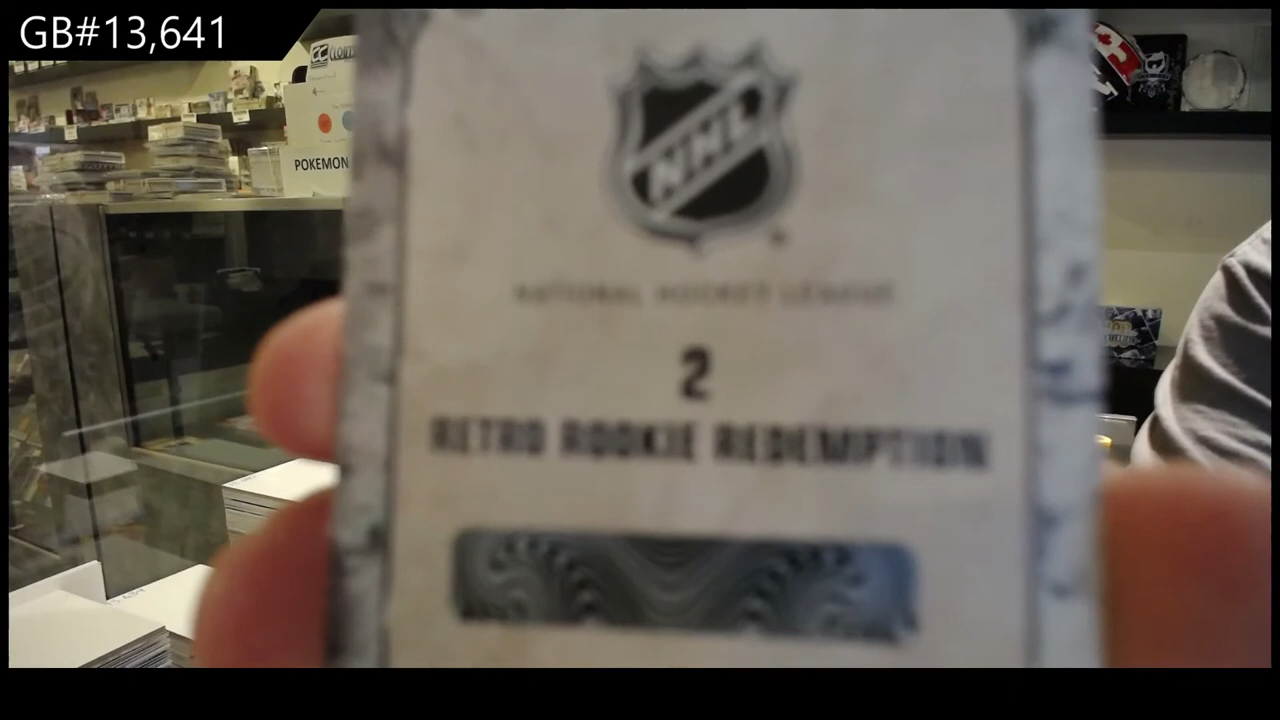 GB#13,641
POKEMON
NHL
NATIONAL HOCKEY LEAGUE
2
RETRO ROOKIE REDEMPTION